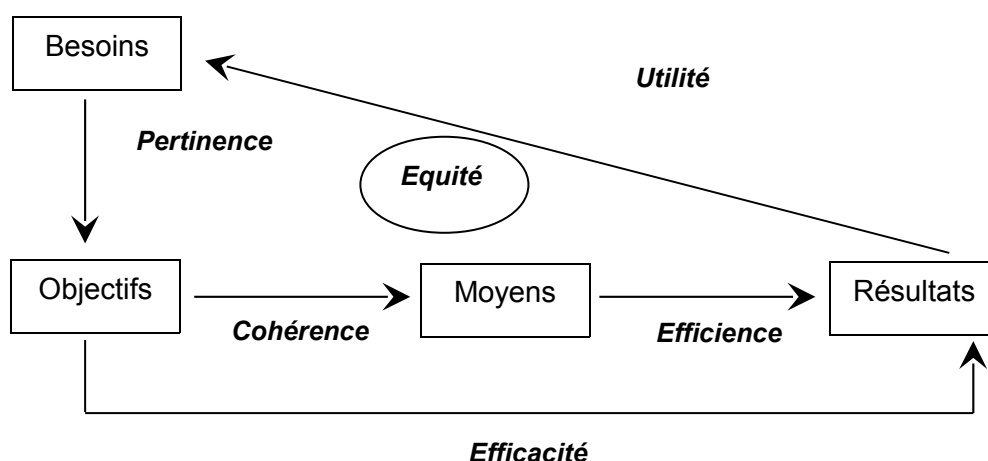 Besoins
Utilité
Pertinence
Equité
Objectifs
Moyens
Résultats
Cohérence
Efficience
Efficacité